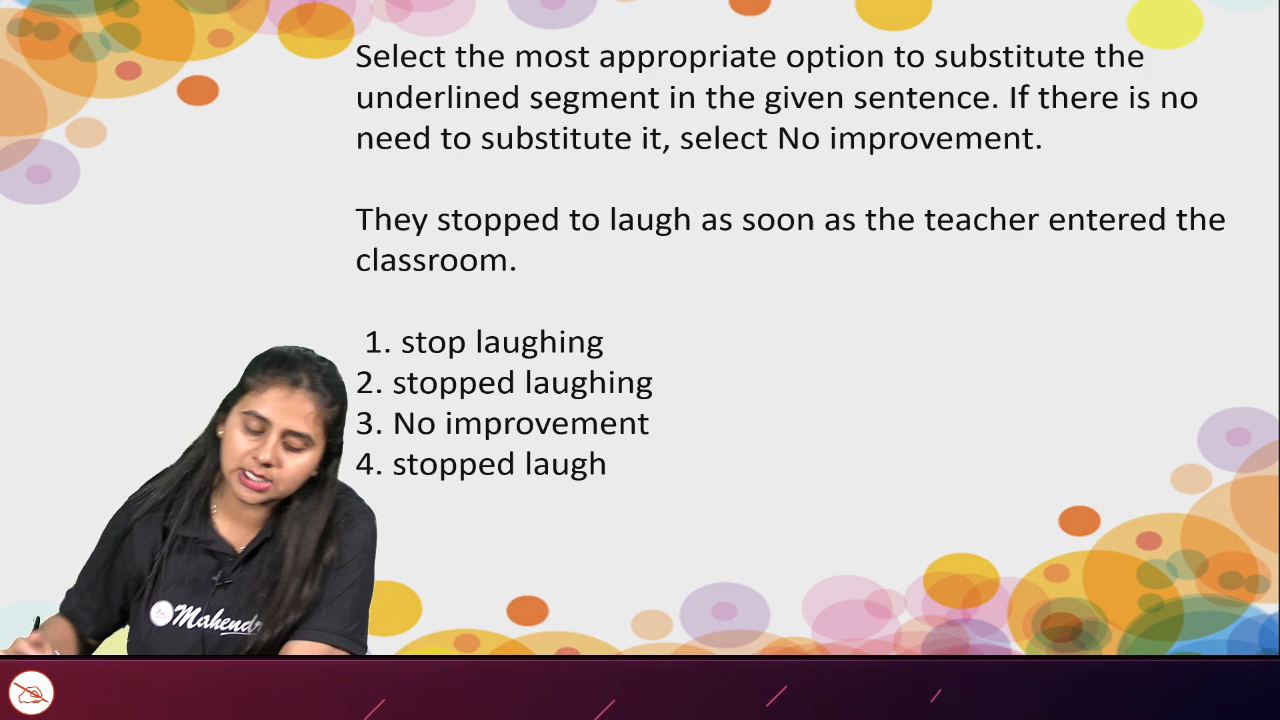 Select the most appropriate option to substitute the
underlined segment in the given sentence. If there is no
need to substitute it, select No improvement.
They stopped to laugh as soon as the teacher entered the
classroom.
1. stop laughing
2. stopped laughing
3. No improvement
4. stopped laugh
Mahendr